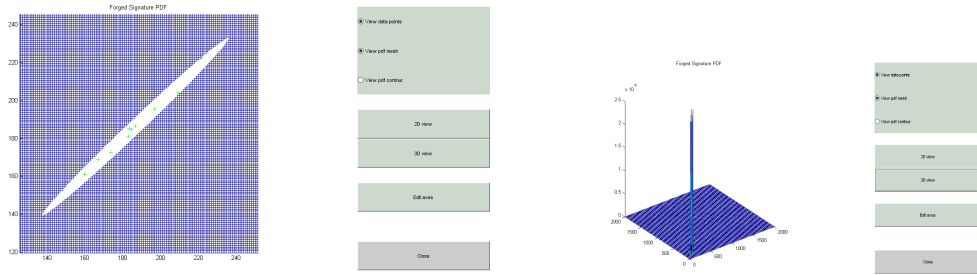 Forged Signature PDF
240
220
200
180
160
140
120
140 160 180 200 220 240
View data points
View pdf mesh
View pdf contour
2D view
3D view
Edit axes
Close
Forged Signature PDF
x 10
2.5
2
1.5
1
0.5
0
2000
1500
1000
500
0
0
500
1000
1500
2000
View data points
View pdf mesh
View pdf contour
2D view
3D view
Edit axes
Close